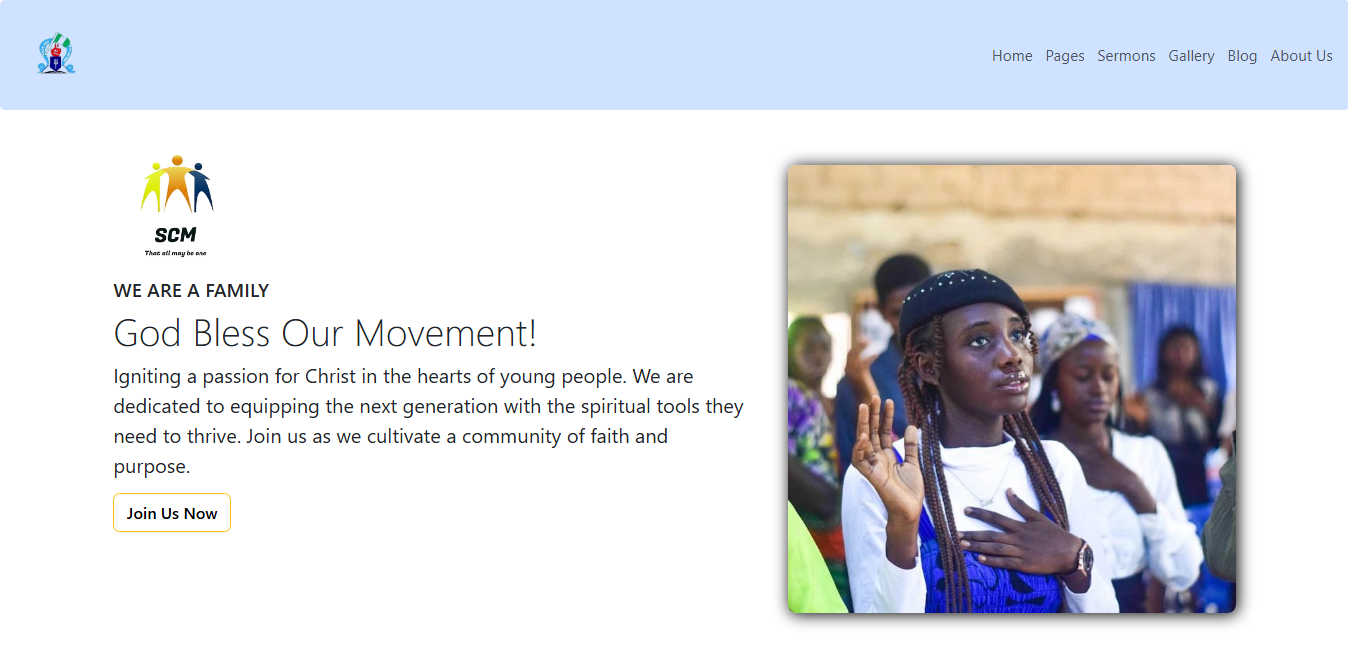 Home Pages Sermons Gallery Blog About Us
SCM
That all may be one
WE ARE A FAMILY
God Bless Our Movement!
Igniting a passion for Christ in the hearts of young people. We are
dedicated to equipping the next generation with the spiritual tools they
need to thrive. Join us as we cultivate a community of faith and
purpose.
Join Us Now